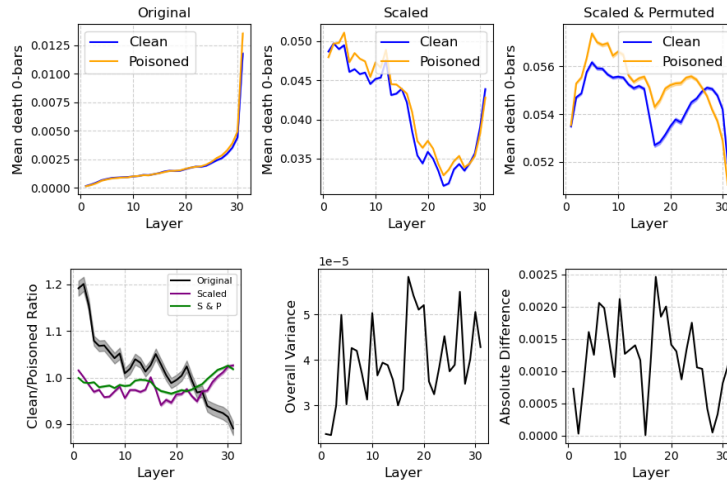 Original
Mean death 0-bars
0.0125
0.0100
0.0075
0.0050
0.0025
0.0000
Clean
Poisoned
0
10
20
30
Layer
Scaled
Mean death 0-bars
0.050
0.045
0.040
0.035
Clean
Poisoned
0
10
20
30
Layer
Scaled & Permuted
Mean death 0-bars
0.056
0.054
0.052
Clean
Poisoned
0
10
20
30
Layer
Clean/Poisoned Ratio
1.2
1.1
1.0
0.9
Original
Scaled
S & P
0
10
20
30
Layer
1e−5
Overall Variance
5
4
3
0
10
20
30
Layer
Absolute Difference
0.0025
0.0020
0.0015
0.0010
0.0005
0.0000
0
10
20
30
Layer